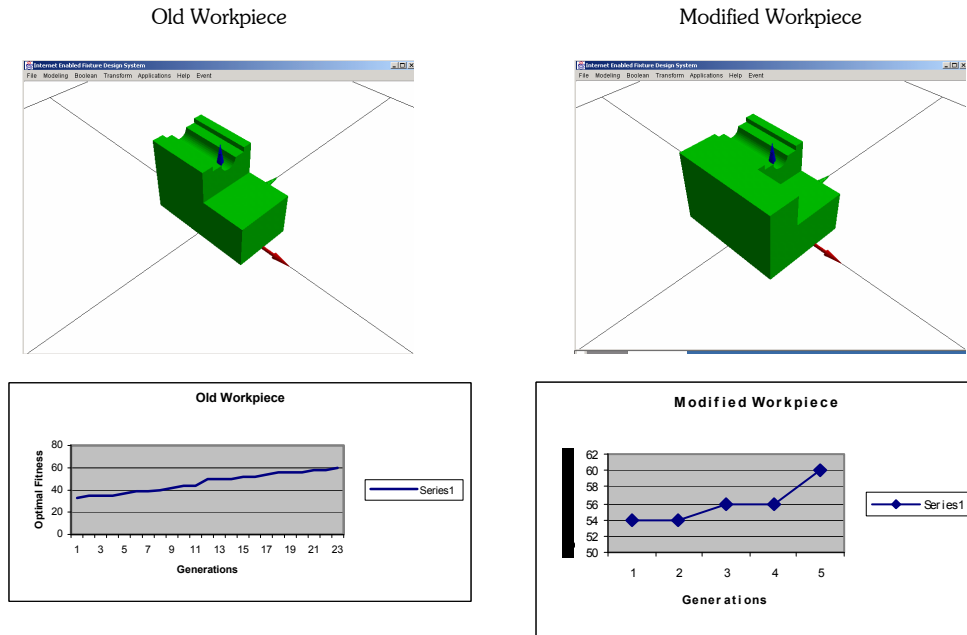 Old Workpiece
Modified Workpiece
Internet Enabled Fixture Design System
File Modeling Boolean Transform Applications Help Event
Internet Enabled Fixture Design System
File Modeling Boolean Transform Applications Help Event
Old Workpiece
80
60
40
20
0
Optimal Fitness
1 3 5 7 9 11 13 15 17 19 21 23
Generations
Series1
Modified Workpiece
62
60
58
56
54
52
50
1 2 3 4 5
Generations
Series1